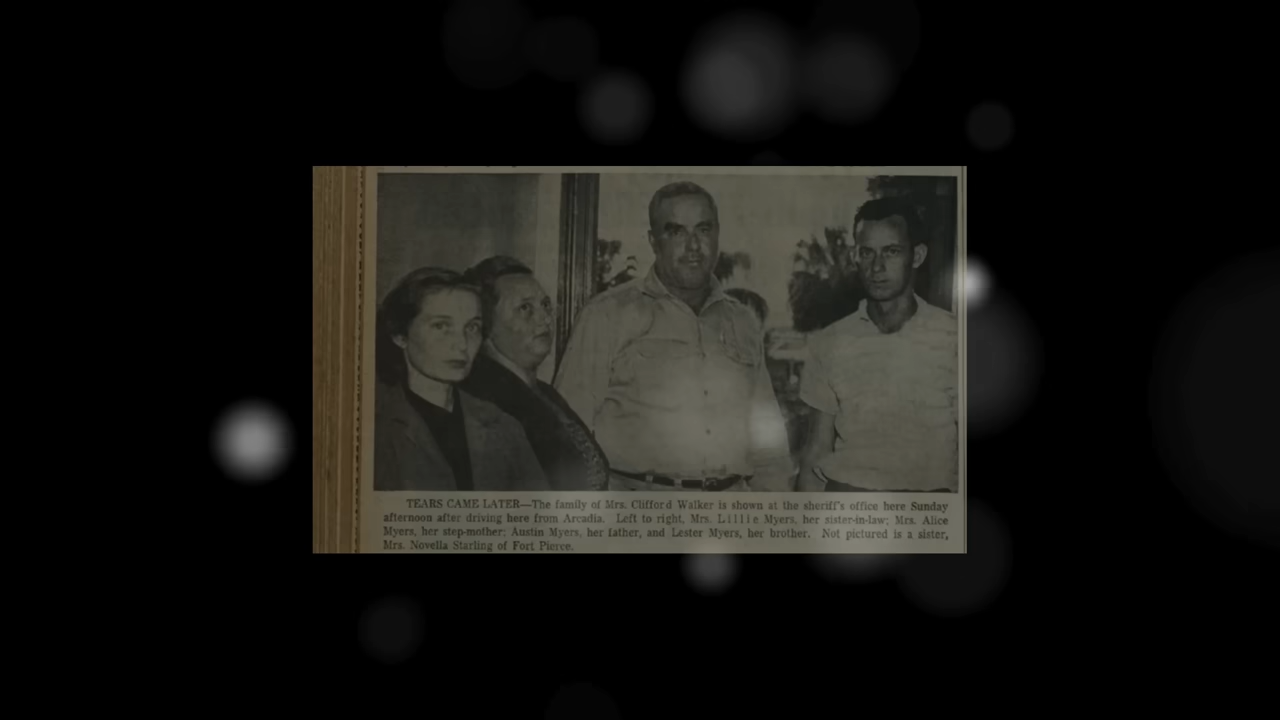 TEARS CAME LATER—The family of Mrs. Clifford Walker is shown at the sheriff's office here Sunday
afternoon after driving here from Arcadia. Left to right, Mrs. Lillie Myers, her sister-in-law; Mrs. Alice
Myers, her step-mother; Austin Myers, her father, and Lester Myers, her brother. Not pictured is a sister,
Mrs. Novella Starling of Fort Pierce.